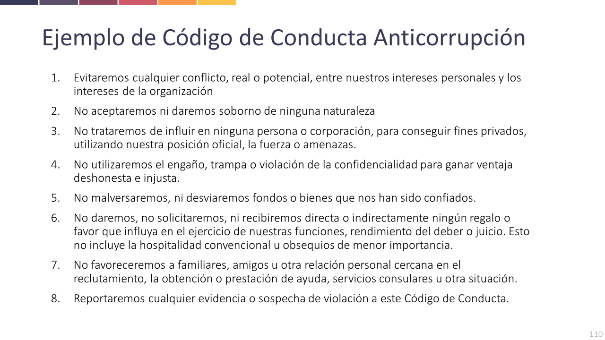 Ejemplo de Código de Conducta Anticorrupción
1. Evitaremos cualquier conflicto, real o potencial, entre nuestros intereses personales y los
intereses de la organización
2. No aceptaremos ni daremos soborno de ninguna naturaleza
3. No trataremos de influir en ninguna persona o corporación, para conseguir fines privados,
utilizando nuestra posición oficial, la fuerza o amenazas.
4. No utilizaremos el engaño, trampa o violación de la confidencialidad para ganar ventaja
deshonesta e injusta.
5. No malversaremos, ni desviaremos fondos o bienes que nos han sido confiados.
6. No daremos, no solicitaremos, ni recibiremos directa o indirectamente ningún regalo o
favor que influya en el ejercicio de nuestras funciones, rendimiento del deber o juicio. Esto
no incluye la hospitalidad convencional u obsequios de menor importancia.
7. No favoreceremos a familiares, amigos u otra relación personal cercana en el
reclutamiento, la obtención o prestación de ayuda, servicios consulares u otra situación.
8. Reportaremos cualquier evidencia o sospecha de violación a este Código de Conducta.
110